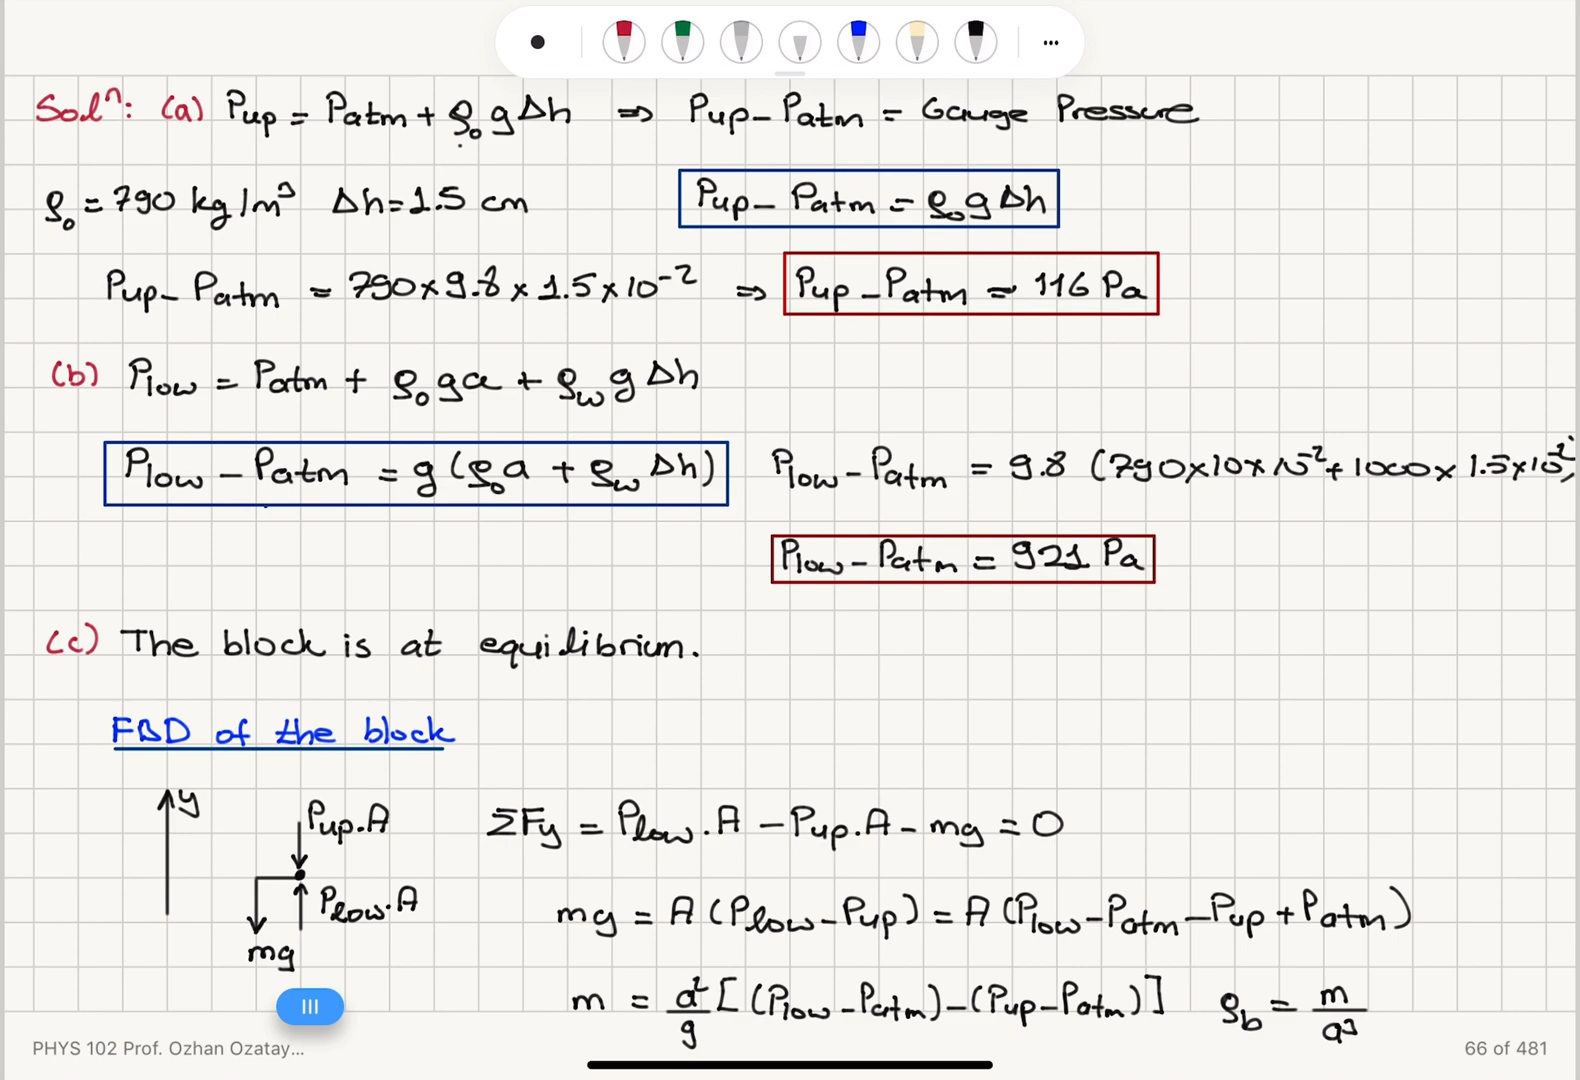 Solⁿ: (a) Pup = Patm + ρ₀gΔh ⇒ Pup - Patm = Gauge Pressure
ρ₀ = 790 kg/m³ Δh = 1.5 cm Pup - Patm = ρ₀gΔh
Pup - Patm = 790 × 9.8 × 1.5 × 10⁻² ⇒ Pup - Patm = 116 Pa
(b) Plow = Patm + ρ₀ga + ρwgΔh
Plow - Patm = g(ρ₀a + ρwΔh) Plow - Patm = 9.8 (790×10×10⁻² + 1000×1.5×10⁻²)
Plow - Patm = 921 Pa
(c) The block is at equilibrium.
FBD of the block
y Pup.A ΣFy = Plow.A - Pup.A - mg = 0
Plow.A mg = A(Plow - Pup) = A(Plow - Patm - Pup + Patm)
mg
m = a²/g [(Plow - Patm) - (Pup - Patm)] ρb = m/a³
PHYS 102 Prof. Ozhan Ozatay... 66 of 481